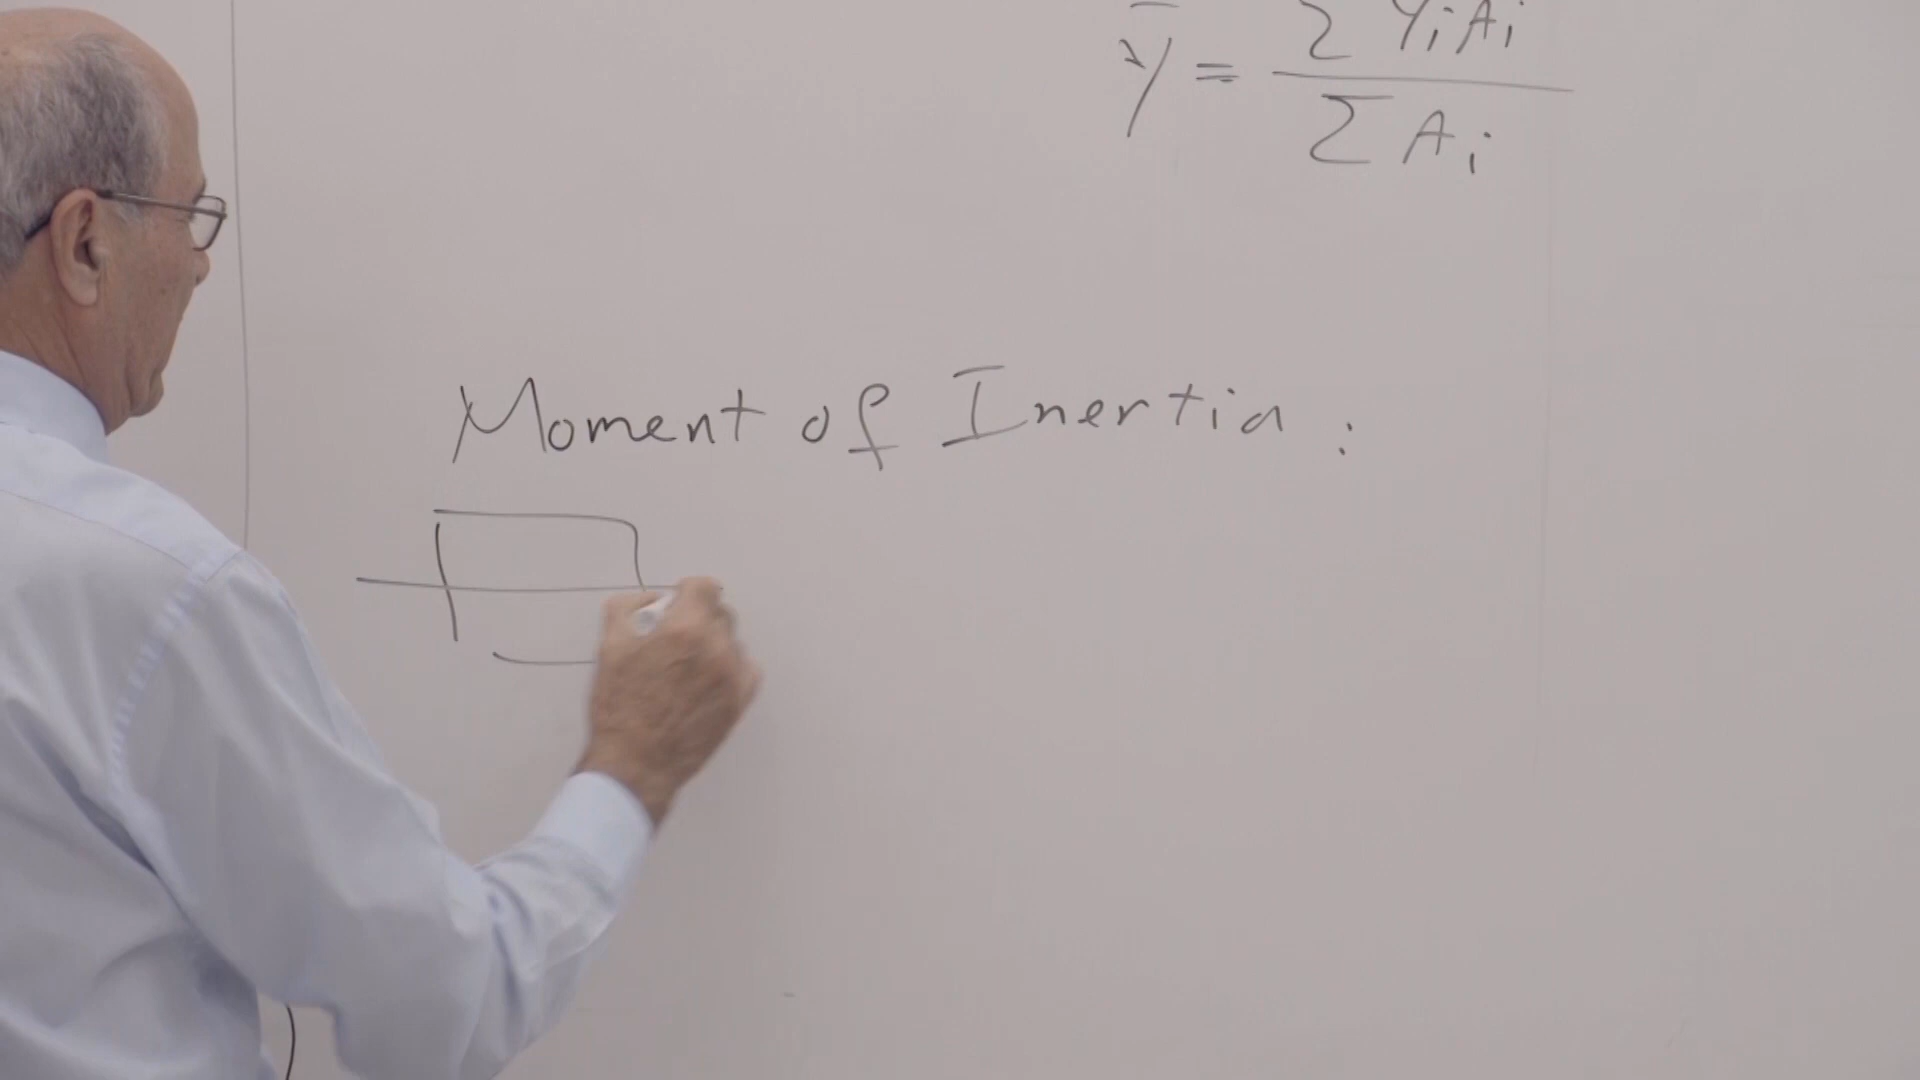 ȳ = Σ YᵢAᵢ / Σ Aᵢ
Moment of Inertia :